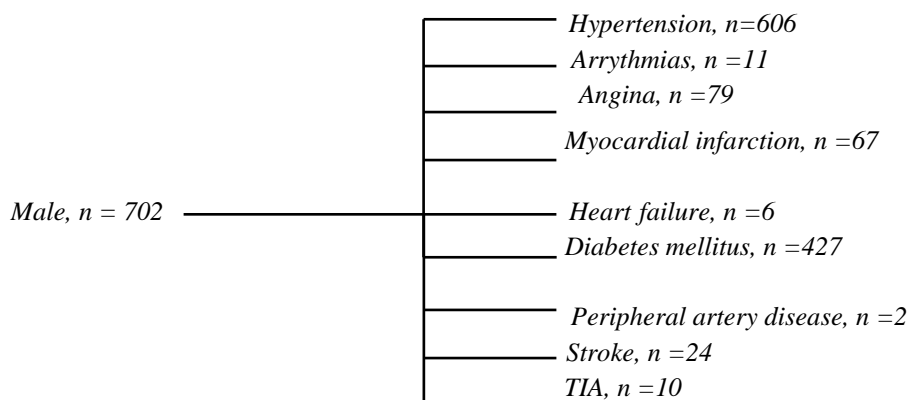 Hypertension, n=606
Arrythmias, n =11
Angina, n =79
Myocardial infarction, n =67
Male, n = 702
Heart failure, n =6
Diabetes mellitus, n =427
Peripheral artery disease, n =2
Stroke, n =24
TIA, n =10